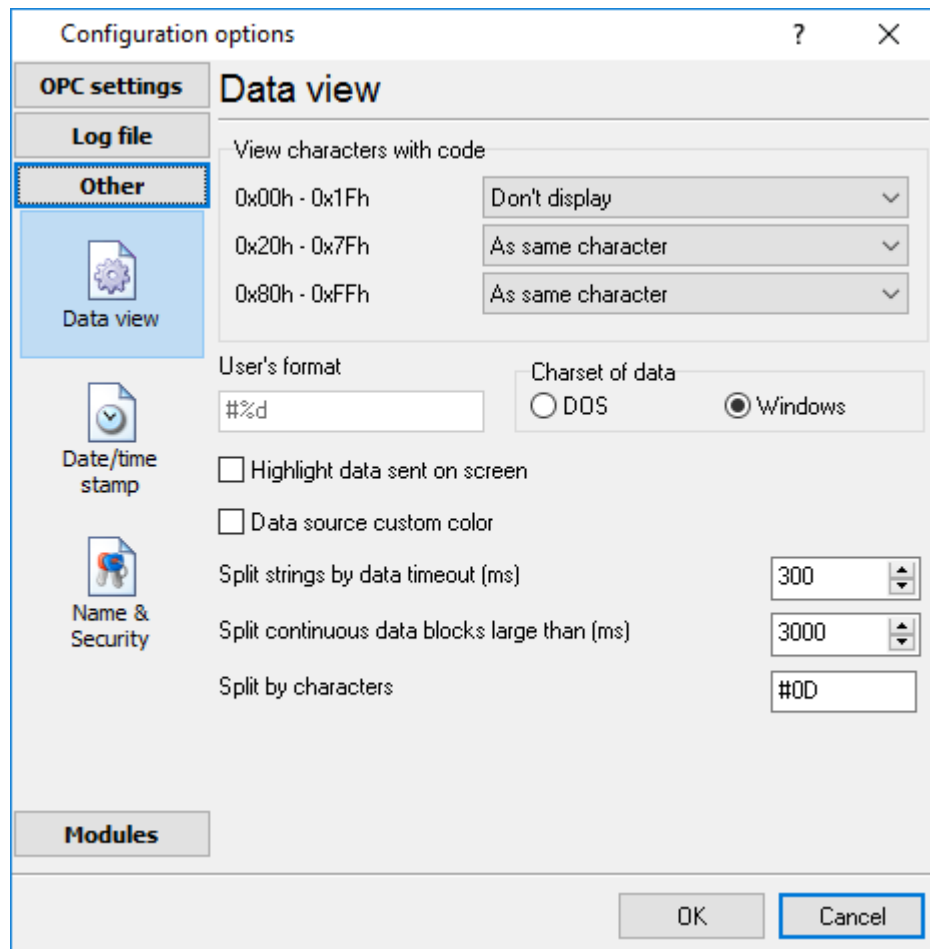 Configuration options
?
OPC settings
Log file
Other
Data view
Date/time
stamp
Name &
Security
Modules
Data view
View characters with code
0x00h - 0x1Fh Don't display
0x20h - 0x7Fh As same character
0x80h - 0xFFh As same character
User's format
#%d
Charset of data
DOS Windows
Highlight data sent on screen
Data source custom color
Split strings by data timeout (ms) 300
Split continuous data blocks large than (ms) 3000
Split by characters #0D
OK Cancel